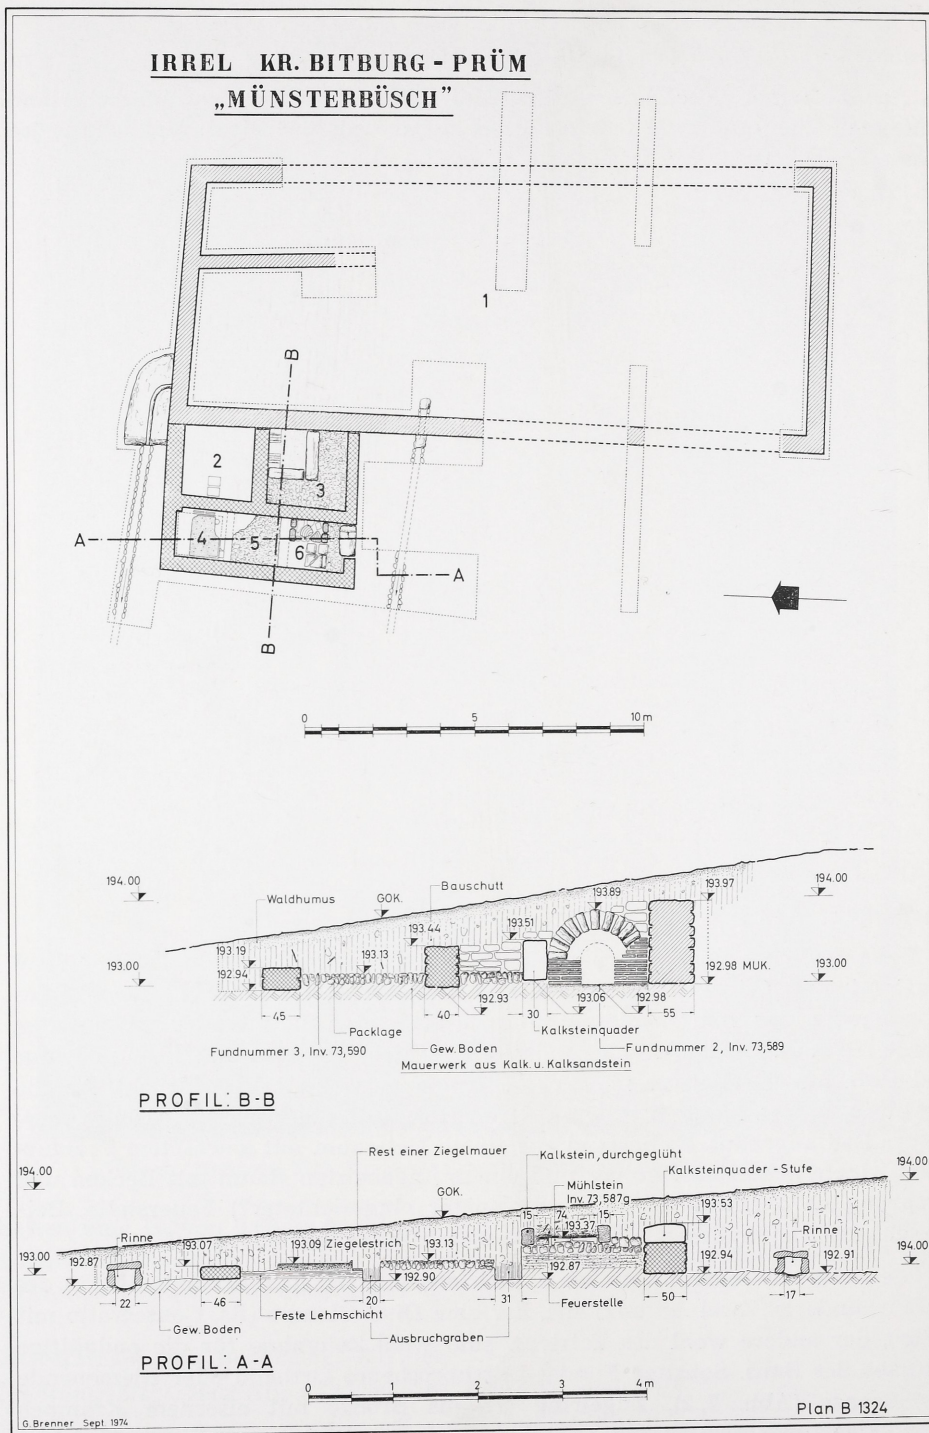 IRREL KR. BITBURG - PRÜM
„MÜNSTERBÜSCH”
1
B
2
3
A
4
5
6
A
B
0 5 10 m
194.00
Waldhumus
GOK.
Bauschutt
193.89
193.97
194.00
193.19
193.44
193.51
193.00
192.94
193.13
192.98 MUK.
193.00
45
40
192.93
30
193.06
192.98
55
Packlage
Kalksteinquader
Fundnummer 3, Inv. 73,590
Gew. Boden
Fundnummer 2, Inv. 73,589
Mauerwerk aus Kalk. u. Kalksandstein
PROFIL: B-B
Rest einer Ziegelmauer
Kalkstein, durchgeglüht
194.00
GOK.
Mühlstein
Inv. 73,587g
Kalksteinquader - Stufe
194.00
15 74 15
193.53
193.00
Rinne
193.07
193.09 Ziegelestrich
193.13
193.37
Rinne
192.87
192.90
192.87
192.94
192.91
194.00
22
46
20
31
50
17
Feste Lehmschicht
Feuerstelle
Gew. Boden
Ausbruchgraben
PROFIL: A-A
0 1 2 3 4 m
G. Brenner Sept. 1974
Plan B 1324